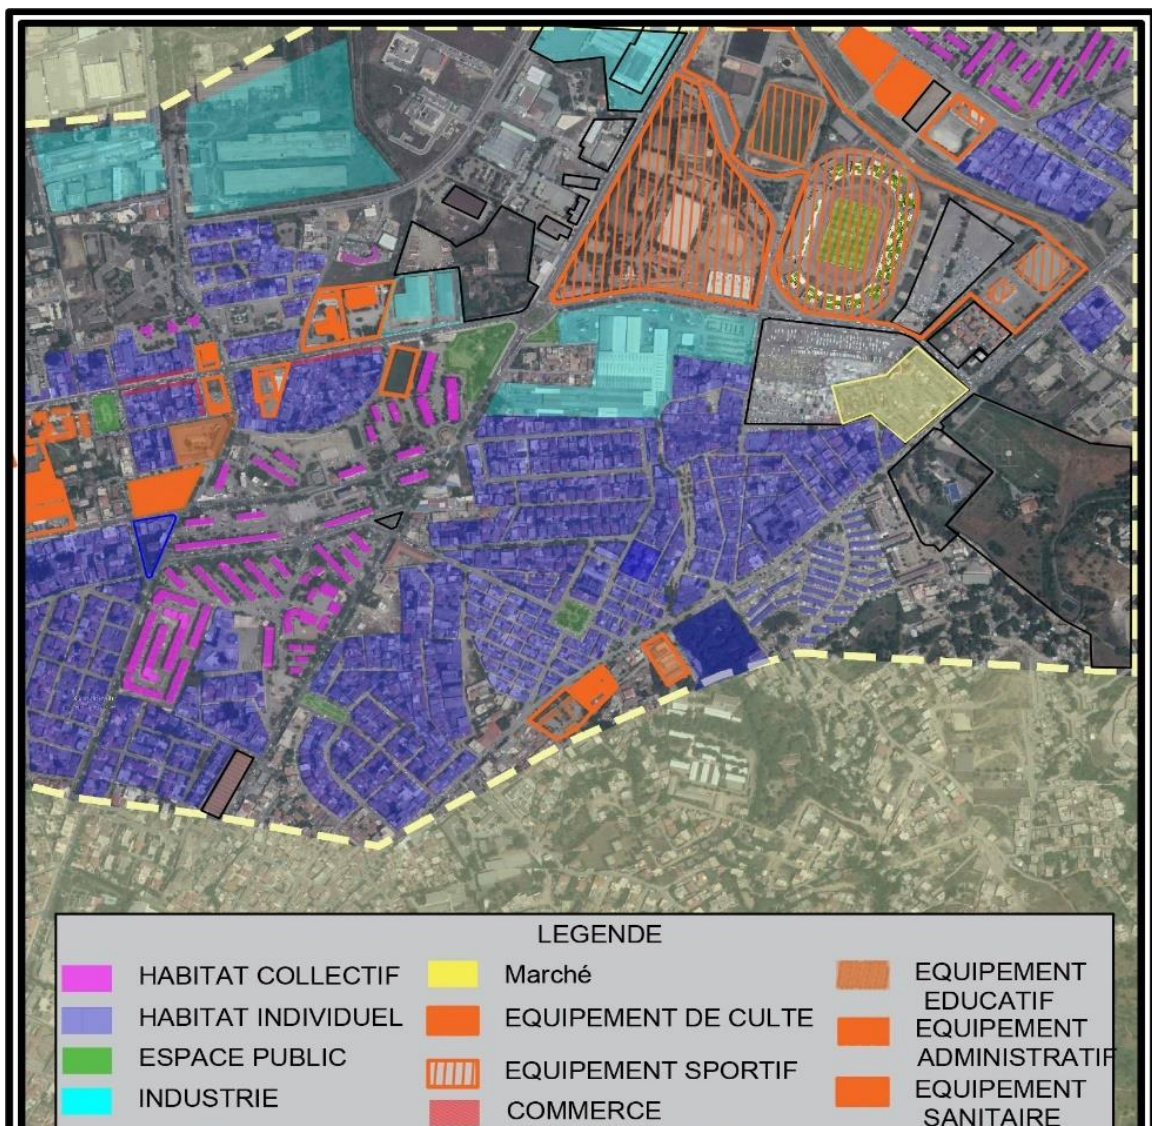 LEGENDE
HABITAT COLLECTIF
HABITAT INDIVIDUEL
ESPACE PUBLIC
INDUSTRIE
Marché
EQUIPEMENT DE CULTE
EQUIPEMENT SPORTIF
COMMERCE
EQUIPEMENT
EDUCATIF
EQUIPEMENT
ADMINISTRATIF
EQUIPEMENT
SANITAIRE